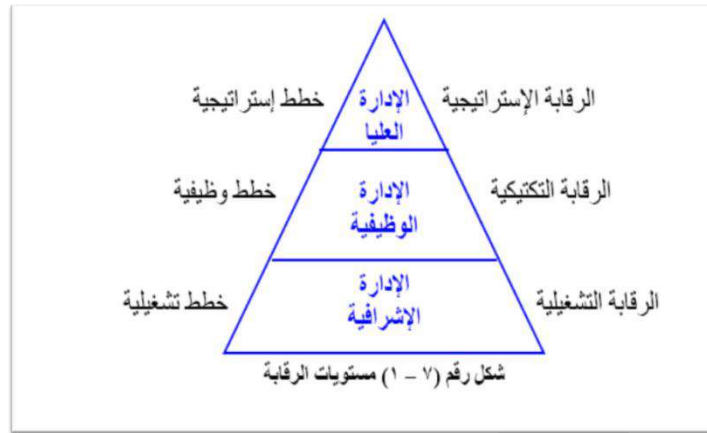 الرقابة الإستراتيجية
الإدارة
العليا
خطط إستراتيجية
الرقابة التكتيكية
الإدارة
الوظيفية
خطط وظيفية
الرقابة التشغيلية
الإدارة
الإشرافية
خطط تشغيلية
شكل رقم (٧ – ١) مستويات الرقابة